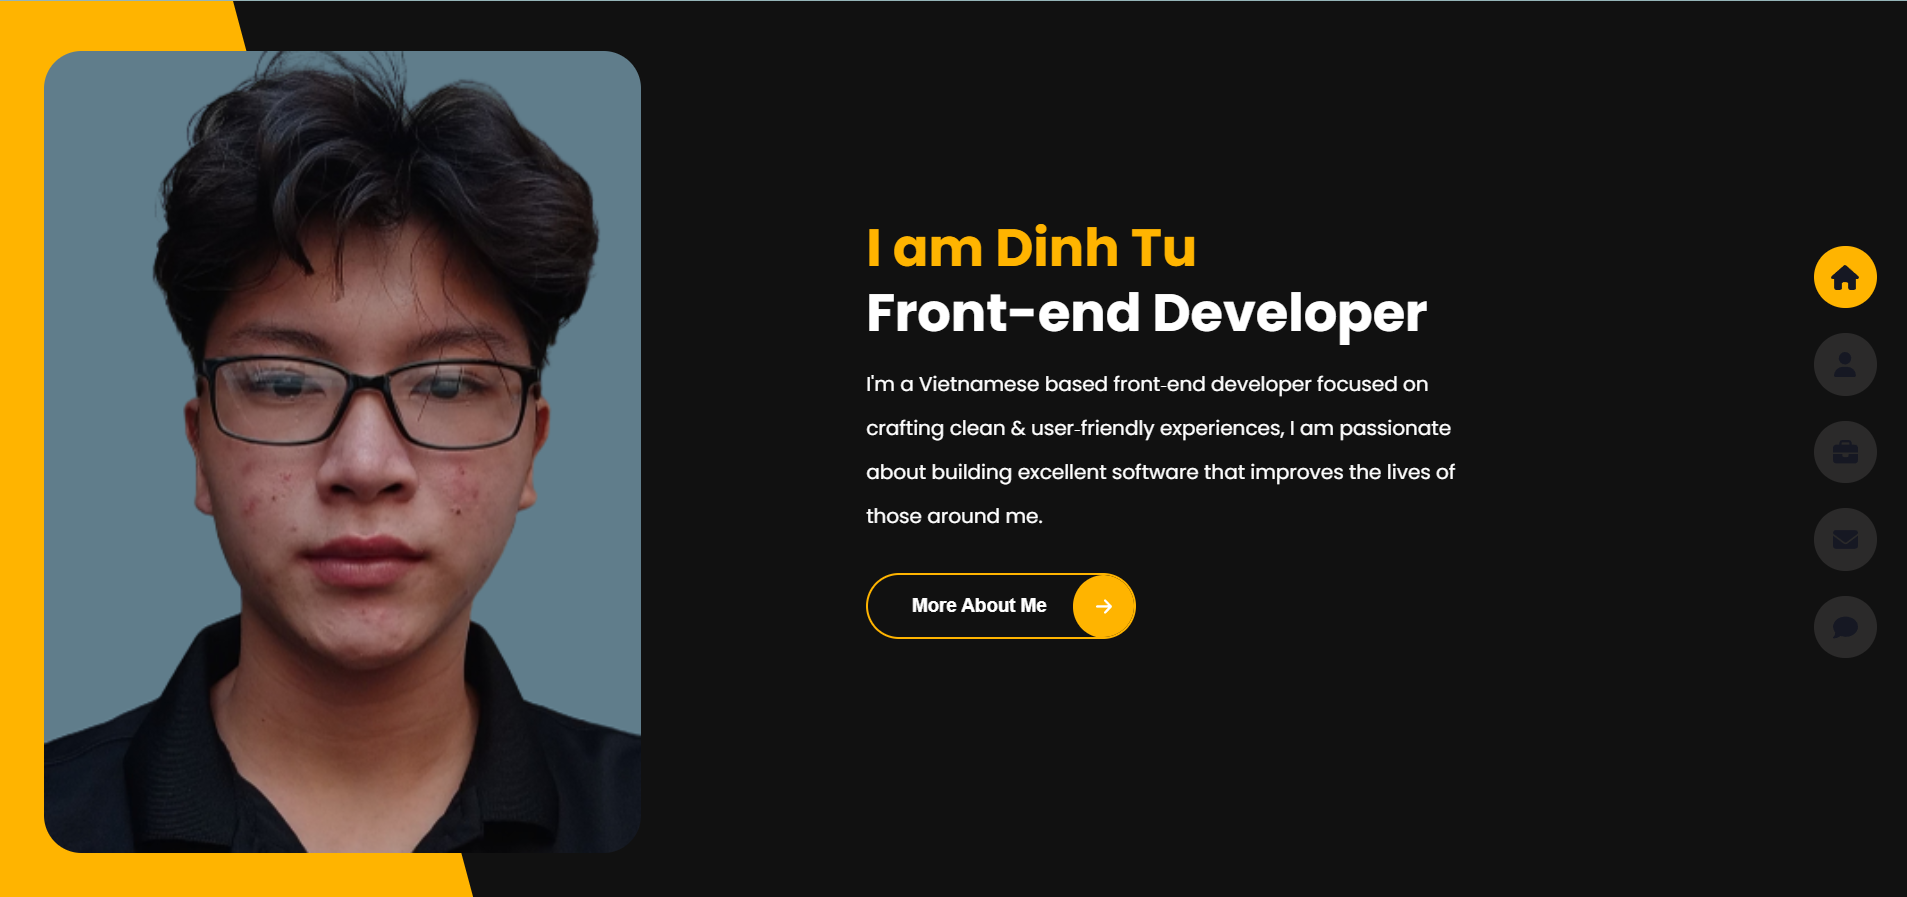 I am Dinh Tu
Front-end Developer
I'm a Vietnamese based front-end developer focused on
crafting clean & user-friendly experiences, I am passionate
about building excellent software that improves the lives of
those around me.
More About Me